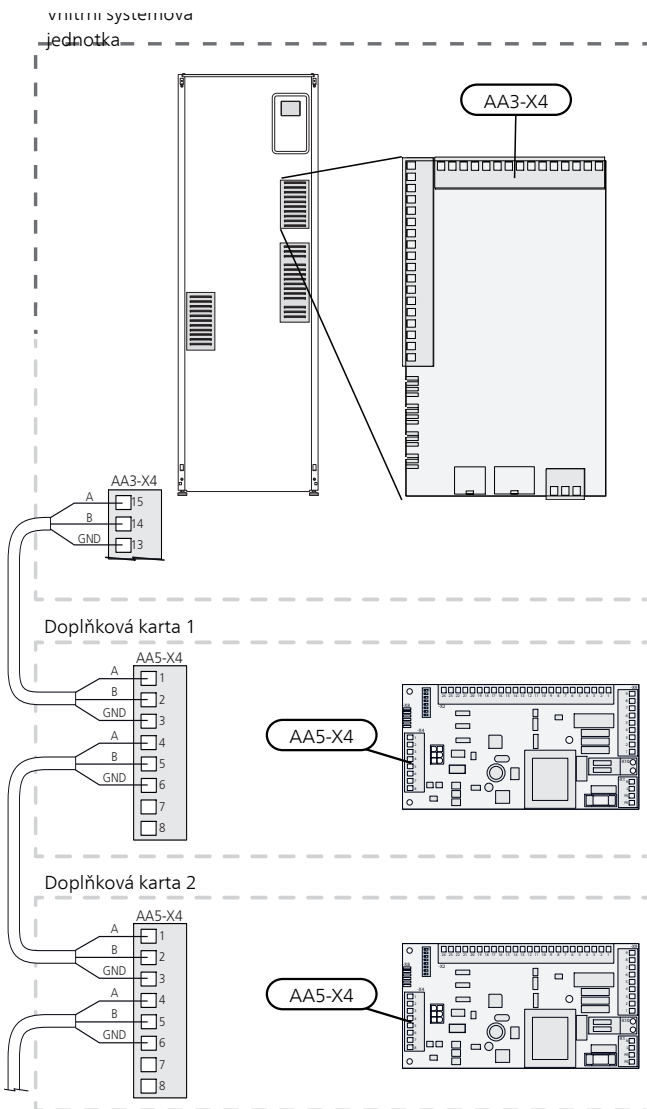 Vnitřní systémová
jednotka
AA3-X4
AA3-X4
A
15
B
14
GND
13
Doplňková karta 1
AA5-X4
A
1
B
2
GND
3
A
4
B
5
GND
6
7
8
AA5-X4
Doplňková karta 2
AA5-X4
A
1
B
2
GND
3
A
4
B
5
GND
6
7
8
AA5-X4